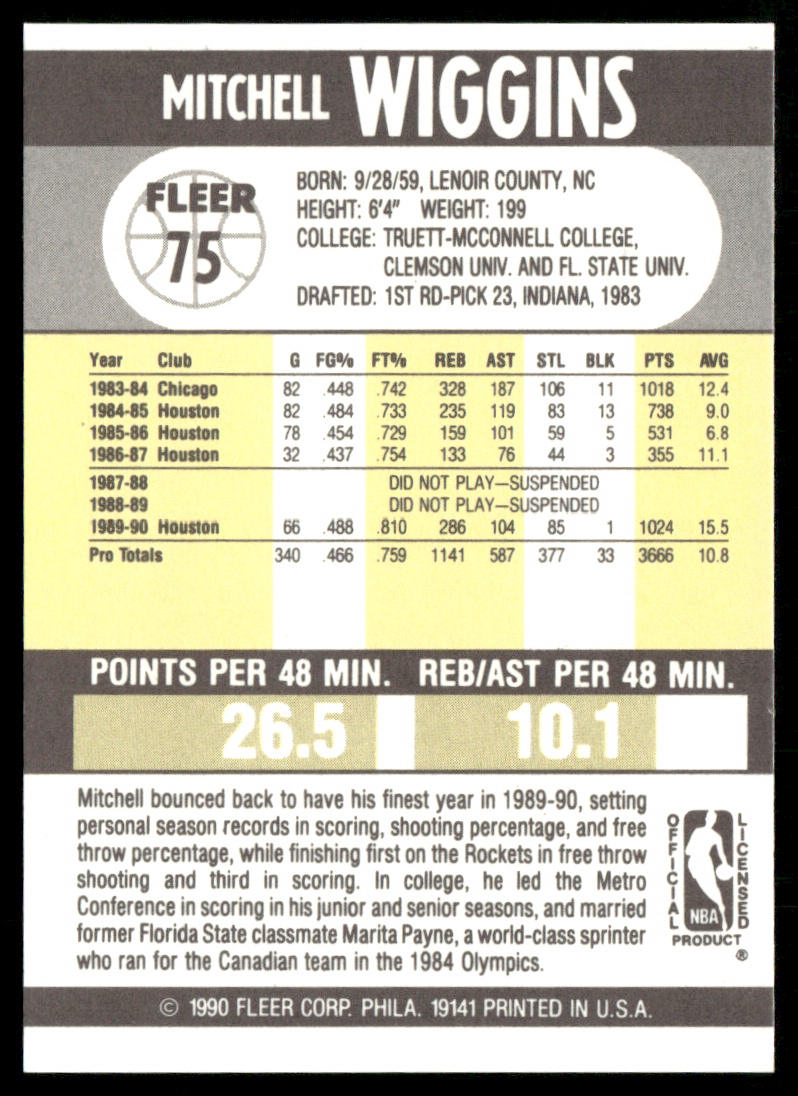 MITCHELL WIGGINS
FLEER
75
BORN: 9/28/59, LENOIR COUNTY, NC
HEIGHT: 6'4" WEIGHT: 199
COLLEGE: TRUETT-MCCONNELL COLLEGE,
CLEMSON UNIV. AND FL. STATE UNIV.
DRAFTED: 1ST RD-PICK 23, INDIANA, 1983
Year Club G FG% FT% REB AST STL BLK PTS AVG
1983-84 Chicago 82 .448 .742 328 187 106 11 1018 12.4
1984-85 Houston 82 .484 .733 235 119 83 13 738 9.0
1985-86 Houston 78 .454 .729 159 101 59 5 531 6.8
1986-87 Houston 32 .437 .754 133 76 44 3 355 11.1
1987-88 DID NOT PLAY—SUSPENDED
1988-89 DID NOT PLAY—SUSPENDED
1989-90 Houston 66 .488 .810 286 104 85 1 1024 15.5
Pro Totals 340 .466 .759 1141 587 377 33 3666 10.8
POINTS PER 48 MIN. REB/AST PER 48 MIN.
26.5 10.1
Mitchell bounced back to have his finest year in 1989-90, setting
personal season records in scoring, shooting percentage, and free
throw percentage, while finishing first on the Rockets in free throw
shooting and third in scoring. In college, he led the Metro
Conference in scoring in his junior and senior seasons, and married
former Florida State classmate Marita Payne, a world-class sprinter
who ran for the Canadian team in the 1984 Olympics.
OFFICIAL
LICENSED
NBA
PRODUCT
®
© 1990 FLEER CORP. PHILA. 19141 PRINTED IN U.S.A.